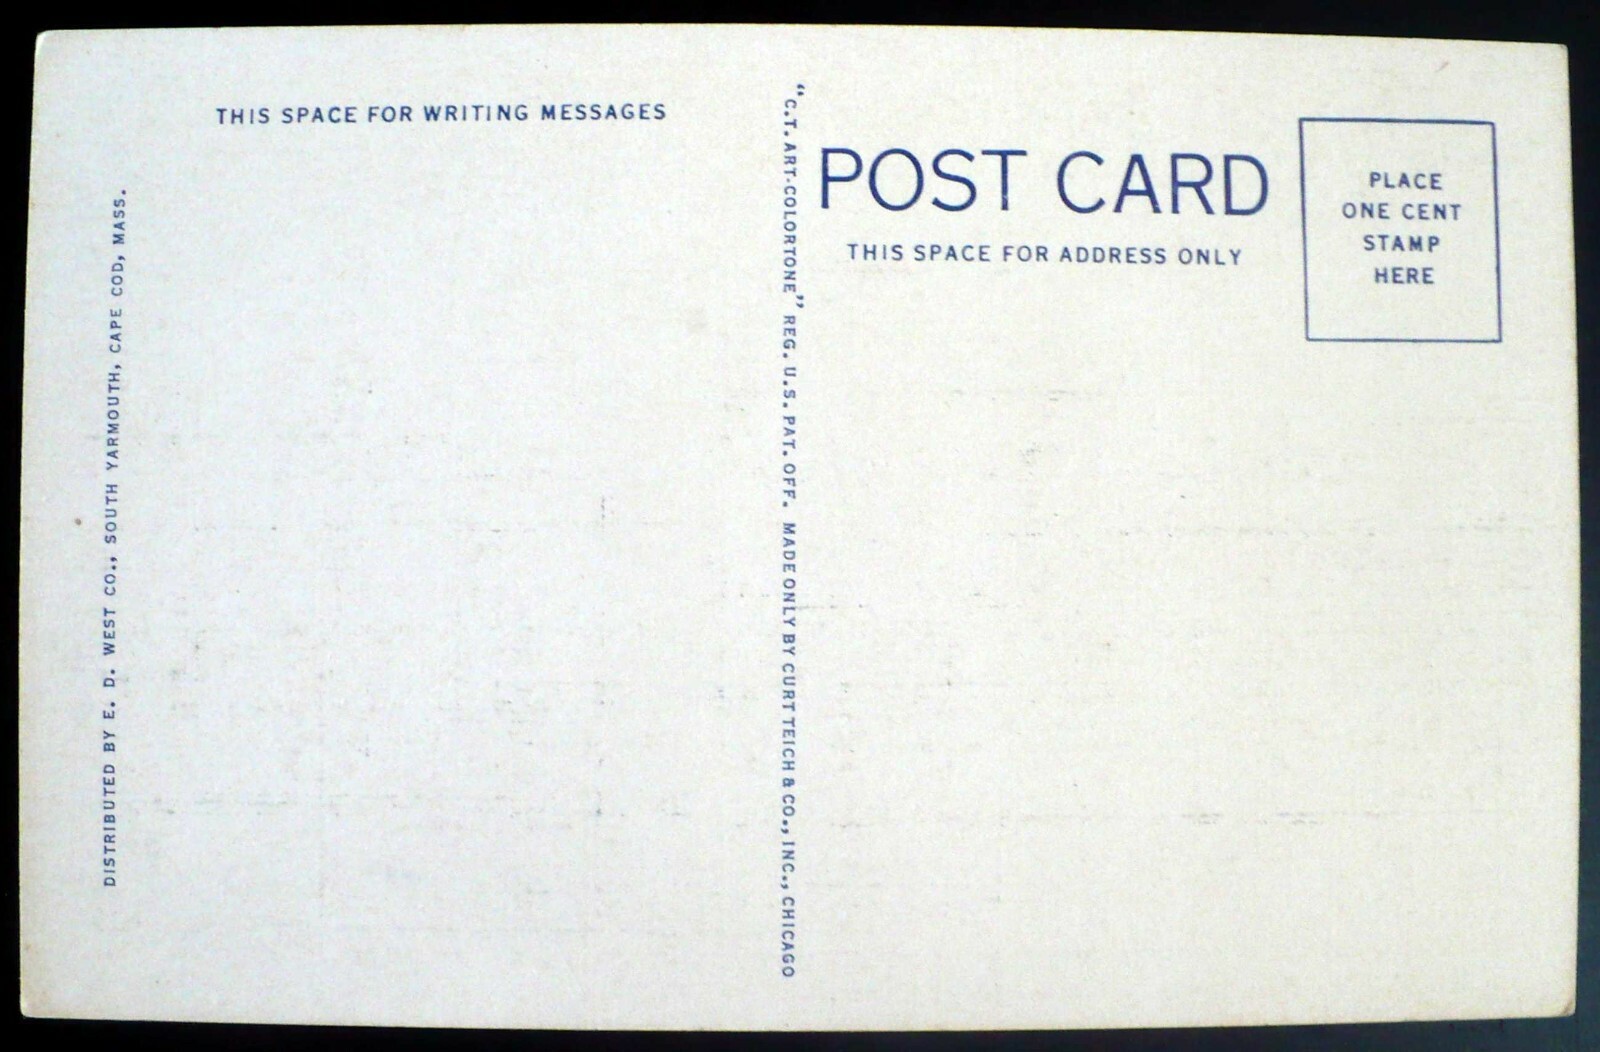 THIS SPACE FOR WRITING MESSAGES
DISTRIBUTED BY E. D. WEST CO., SOUTH YARMOUTH, CAPE COD, MASS.
"C.T. ART-COLORTONE" REG. U.S. PAT. OFF. MADE ONLY BY CURT TEICH & CO., INC., CHICAGO
POST CARD
THIS SPACE FOR ADDRESS ONLY
PLACE
ONE CENT
STAMP
HERE